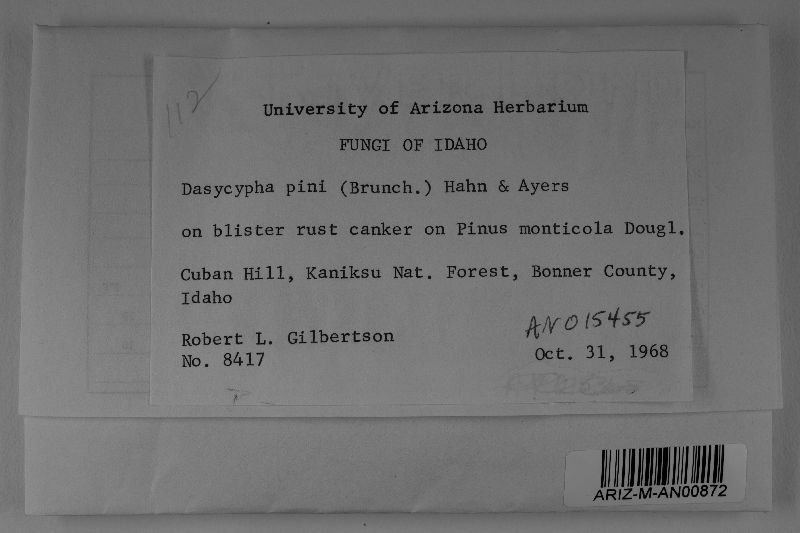 112
University of Arizona Herbarium
FUNGI OF IDAHO
Dasycypha pini (Brunch.) Hahn & Ayers
on blister rust canker on Pinus monticola Dougl.
Cuban Hill, Kaniksu Nat. Forest, Bonner County,
Idaho
Robert L. Gilbertson
No. 8417
AN015455
Oct. 31, 1968
ARIZ-M-AN00872